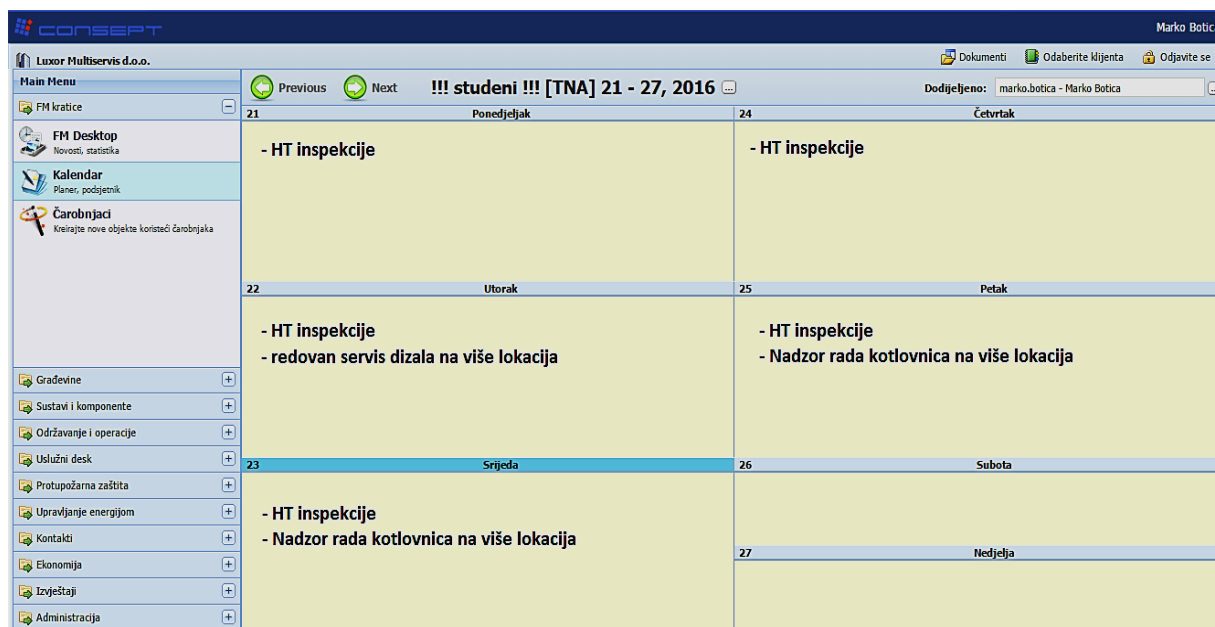 CONSEPT
Marko Botica
Luxor Multiservis d.o.o.
Dokumenti
Odaberite klijenta
Odjavite se
Main Menu
FM kratice
FM Desktop
Novosti, statistika
Kalendar
Planer, podsjetnik
Čarobnjaci
Kreirajte nove objekte koristeći čarobnjaka
Građevine
Sustavi i komponente
Održavanje i operacije
Uslužni desk
Protupožarna zaštita
Upravljanje energijom
Kontakti
Ekonomija
Izvještaji
Administracija
Previous Next !!! studeni !!! [TNA] 21 - 27, 2016 ...
Dodijeljeno: marko.botica - Marko Botica
21 Ponedjeljak
- HT inspekcije
22 Utorak
- HT inspekcije
- redovan servis dizala na više lokacija
23 Srijeda
- HT inspekcije
- Nadzor rada kotlovnica na više lokacija
24 Četvrtak
- HT inspekcije
25 Petak
- HT inspekcije
- Nadzor rada kotlovnica na više lokacija
26 Subota
27 Nedjelja